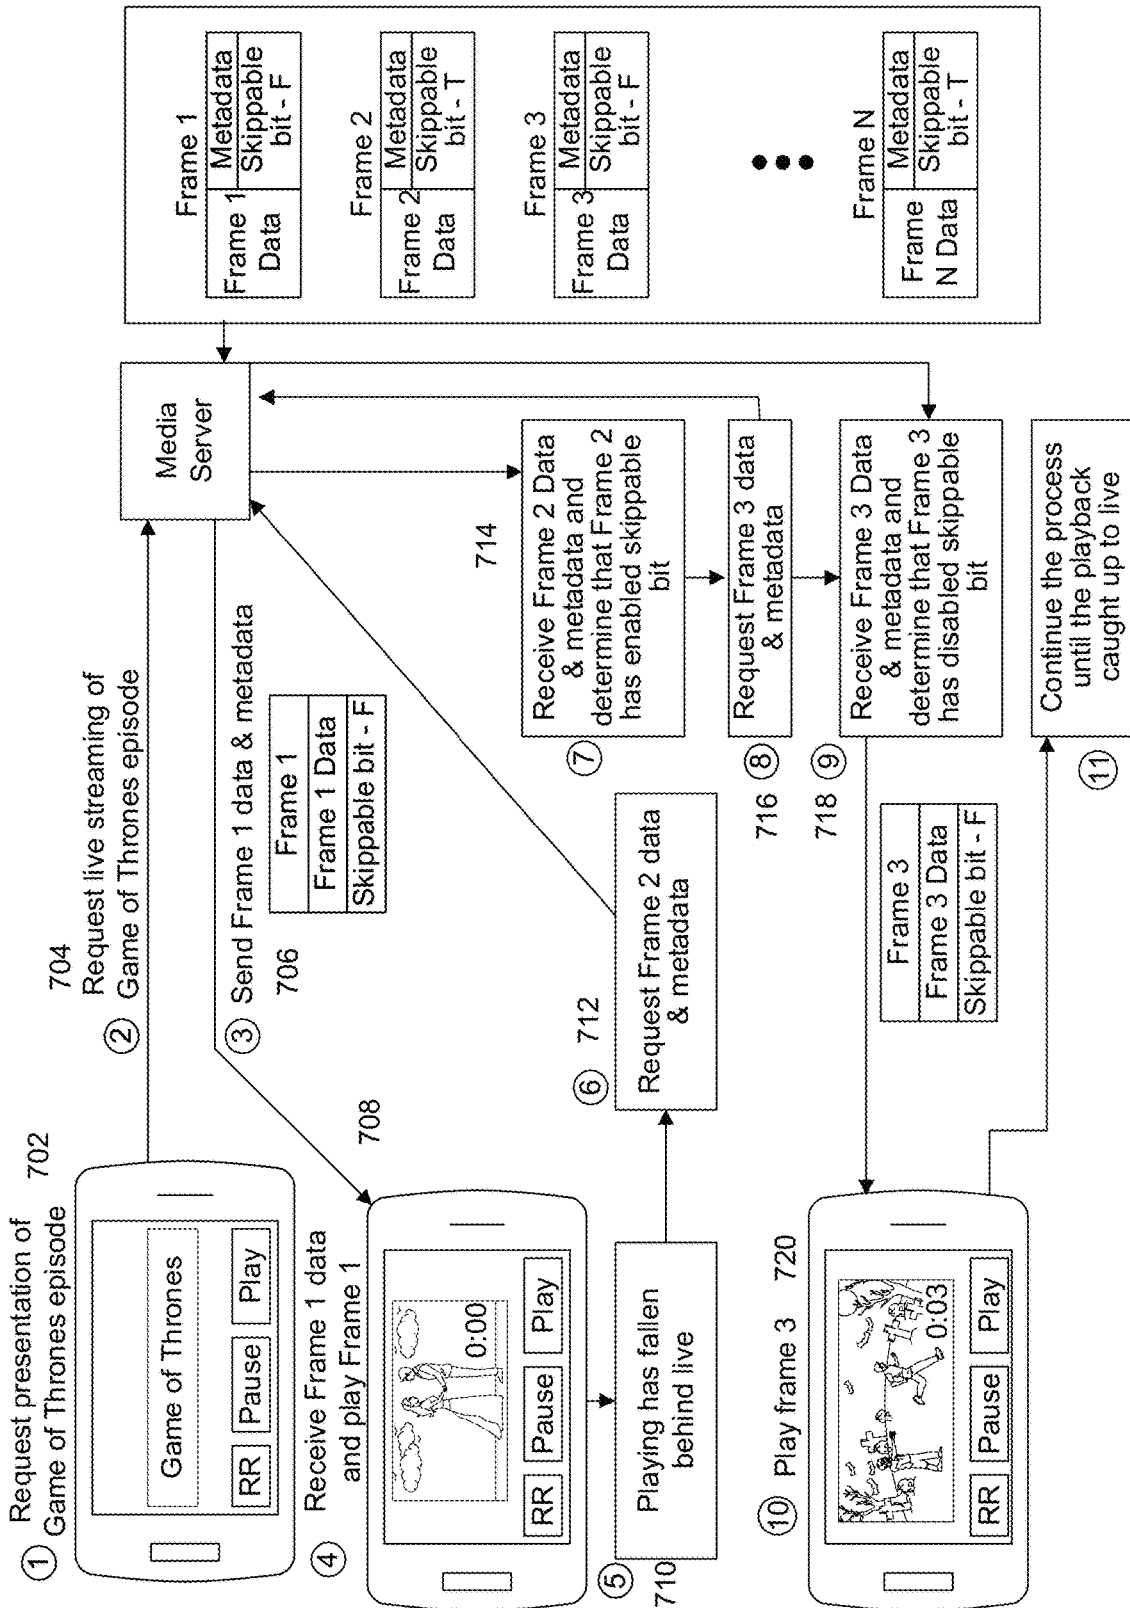 ① Request presentation of
Game of Thrones episode
702
Game of Thrones
RR
Pause
Play
704
② Request live streaming of
Game of Thrones episode
③ Send Frame 1 data & metadata
706
Frame 1
Frame 1 Data
Skippable bit - F
Media
Server
Frame 1
Frame 1
Data
Metadata
Skippable
bit - F
Frame 2
Frame 2
Data
Metadata
Skippable
bit - T
Frame 3
Frame 3
Data
Metadata
Skippable
bit - F
Frame N
Frame
N Data
Metadata
Skippable
bit - T
④ Receive Frame 1 data
and play Frame 1
708
0:00
RR
Pause
Play
⑤
710
Playing has fallen
behind live
⑥ 712
Request Frame 2 data
& metadata
714
⑦
Receive Frame 2 Data
& metadata and
determine that Frame 2
has enabled skippable
bit
716 ⑧
Request Frame 3 data
& metadata
718 ⑨
Receive Frame 3 Data
& metadata and
determine that Frame 3
has disabled skippable
bit
Frame 3
Frame 3 Data
Skippable bit - F
⑩ Play frame 3
720
0:03
RR
Pause
Play
⑪
Continue the process
until the playback
caught up to live